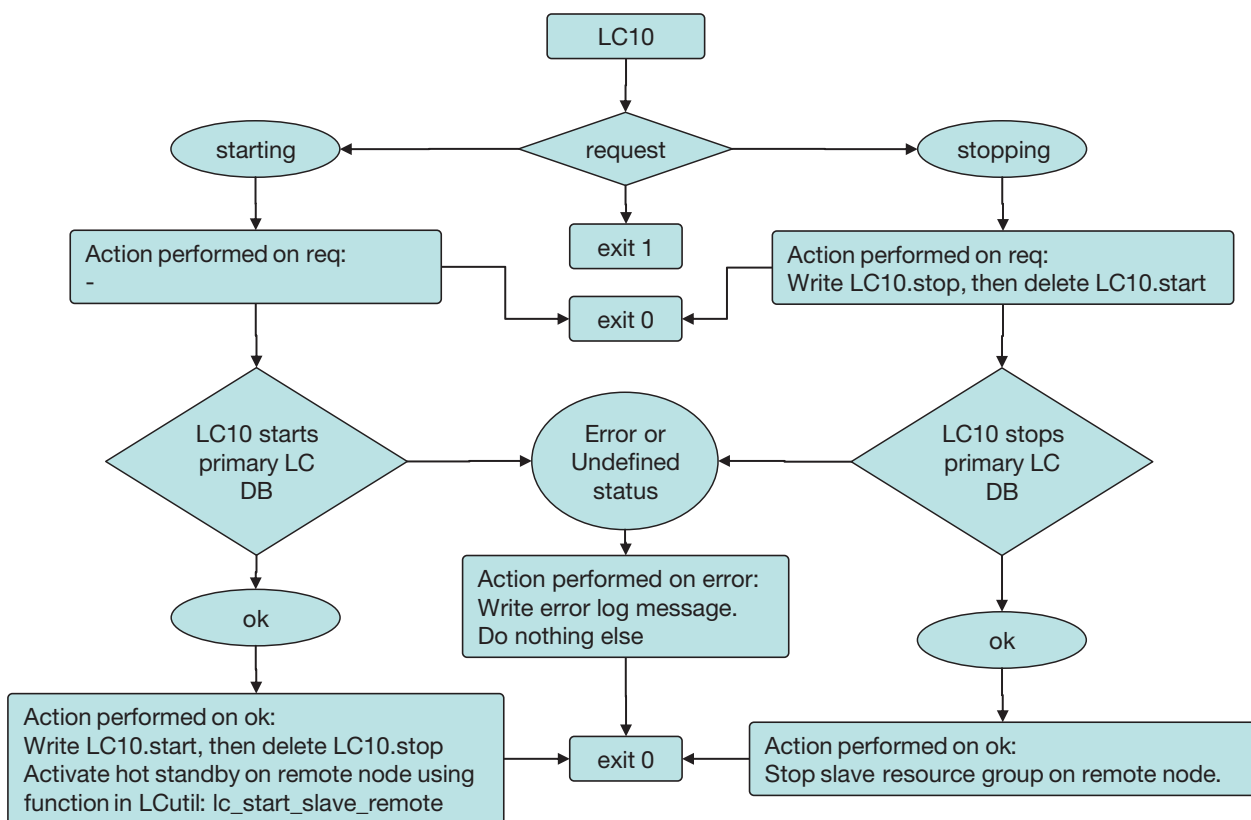 LC10
starting
request
stopping
exit 1
Action performed on req:
-
Action performed on req:
Write LC10.stop, then delete LC10.start
exit 0
LC10 starts
primary LC
DB
Error or
Undefined
status
LC10 stops
primary LC
DB
Action performed on error:
Write error log message.
Do nothing else
ok
ok
Action performed on ok:
Write LC10.start, then delete LC10.stop
Activate hot standby on remote node using
function in LCutil: lc_start_slave_remote
exit 0
Action performed on ok:
Stop slave resource group on remote node.